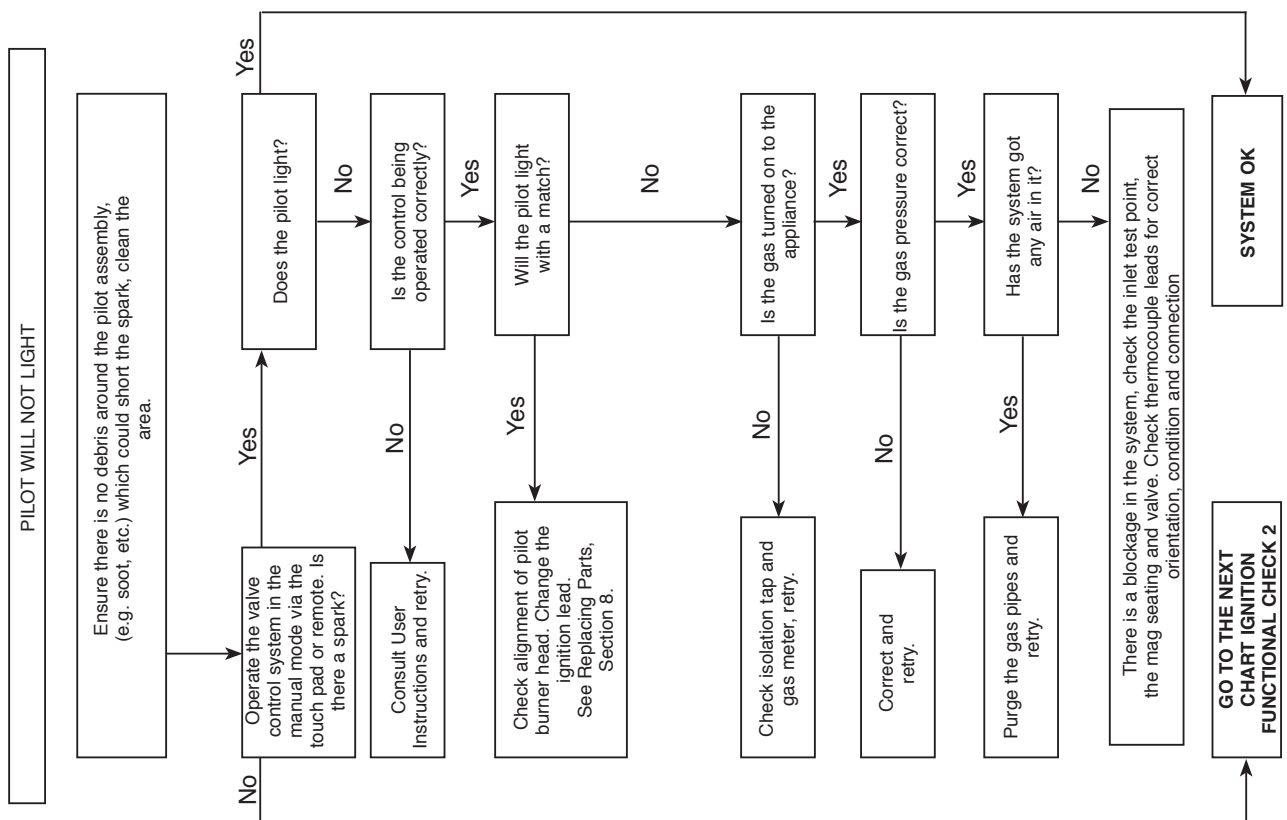 PILOT WILL NOT LIGHT
Ensure there is no debris around the pilot assembly,
(e.g. soot, etc.) which could short the spark, clean the
area.
Operate the valve
control system in the
manual mode via the
touch pad or remote. Is
there a spark?
Yes
No
Does the pilot light?
Yes
No
Is the control being
operated correctly?
No
Consult User
Instructions and retry.
Yes
Will the pilot light
with a match?
Yes
Check alignment of pilot
burner head. Change the
ignition lead.
See Replacing Parts,
Section 8.
No
Is the gas turned on to the
appliance?
No
Check isolation tap and
gas meter, retry.
Yes
Is the gas pressure correct?
No
Correct and
retry.
Yes
Has the system got
any air in it?
Yes
Purge the gas pipes and
retry.
No
There is a blockage in the system, check the inlet test point,
the mag seating and valve. Check thermocouple leads for correct
orientation, condition and connection
GO TO THE NEXT
CHART IGNITION
FUNCTIONAL CHECK 2
SYSTEM OK